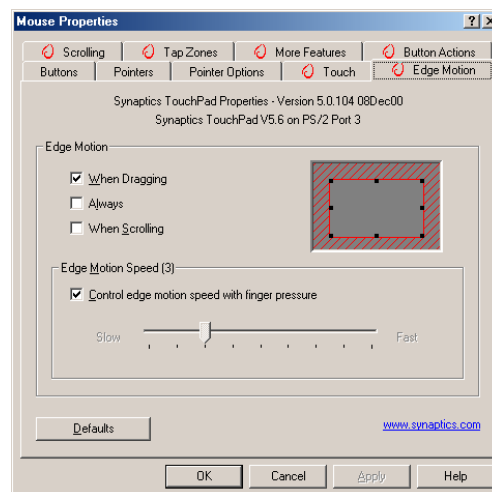 Mouse Properties
Scrolling Tap Zones More Features Button Actions
Buttons Pointers Pointer Options Touch Edge Motion
Synaptics TouchPad Properties - Version 5.0.104 08Dec00
Synaptics TouchPad V5.6 on PS/2 Port 3
Edge Motion
When Dragging
Always
When Scrolling
Edge Motion Speed (3)
Control edge motion speed with finger pressure
Slow Fast
Defaults www.synaptics.com
OK Cancel Apply Help